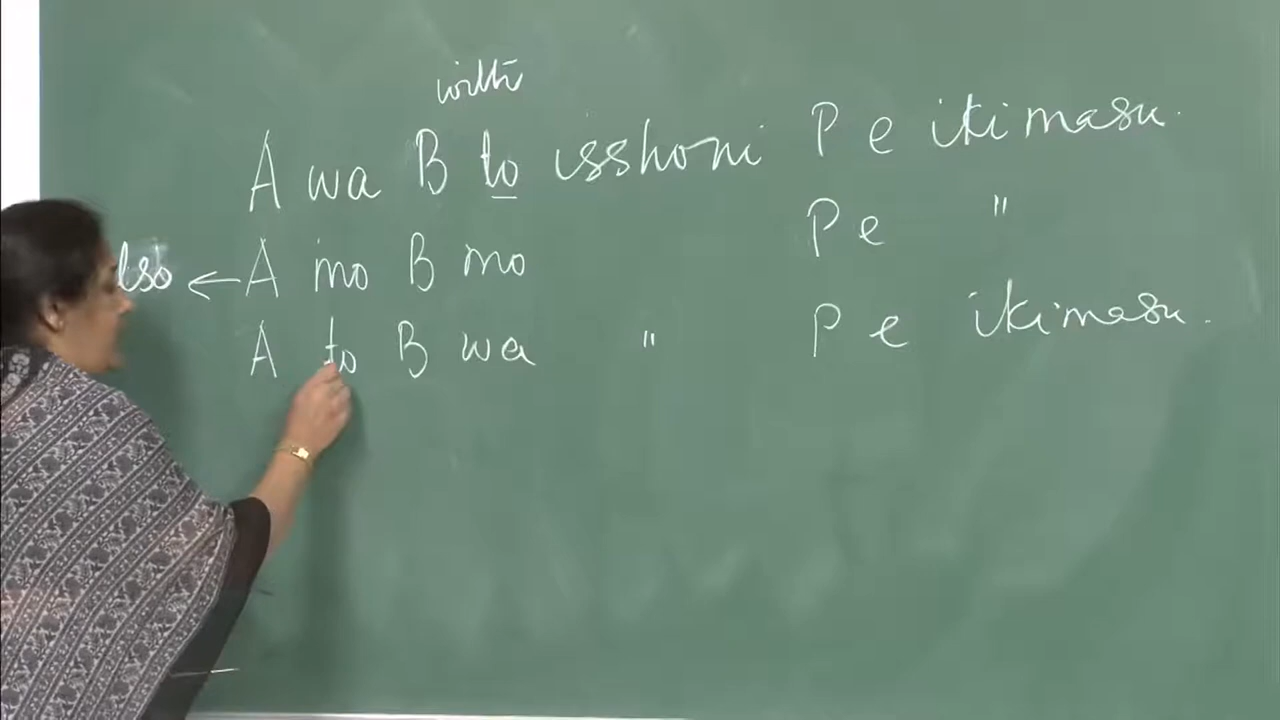 with
A wa B to isshoni P e ikimasu.
lso ← A mo B mo P e "
A to B wa " P e ikimasu.